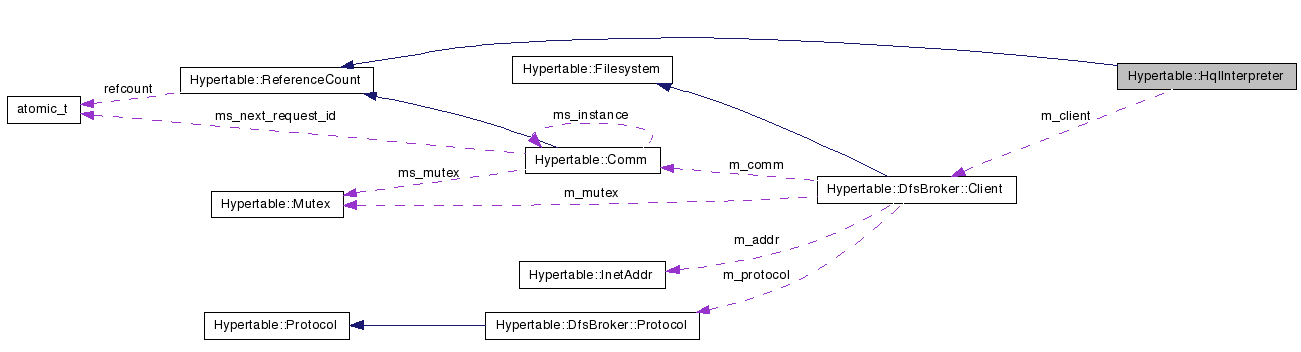 Hypertable::Filesystem
Hypertable::HqlInterpreter
Hypertable::ReferenceCount
refcount
atomic_t
ms_next_request_id
ms_instance
m_client
Hypertable::Comm
m_comm
ms_mutex
m_mutex
Hypertable::DfsBroker::Client
Hypertable::Mutex
m_addr
Hypertable::InetAddr
m_protocol
Hypertable::Protocol
Hypertable::DfsBroker::Protocol